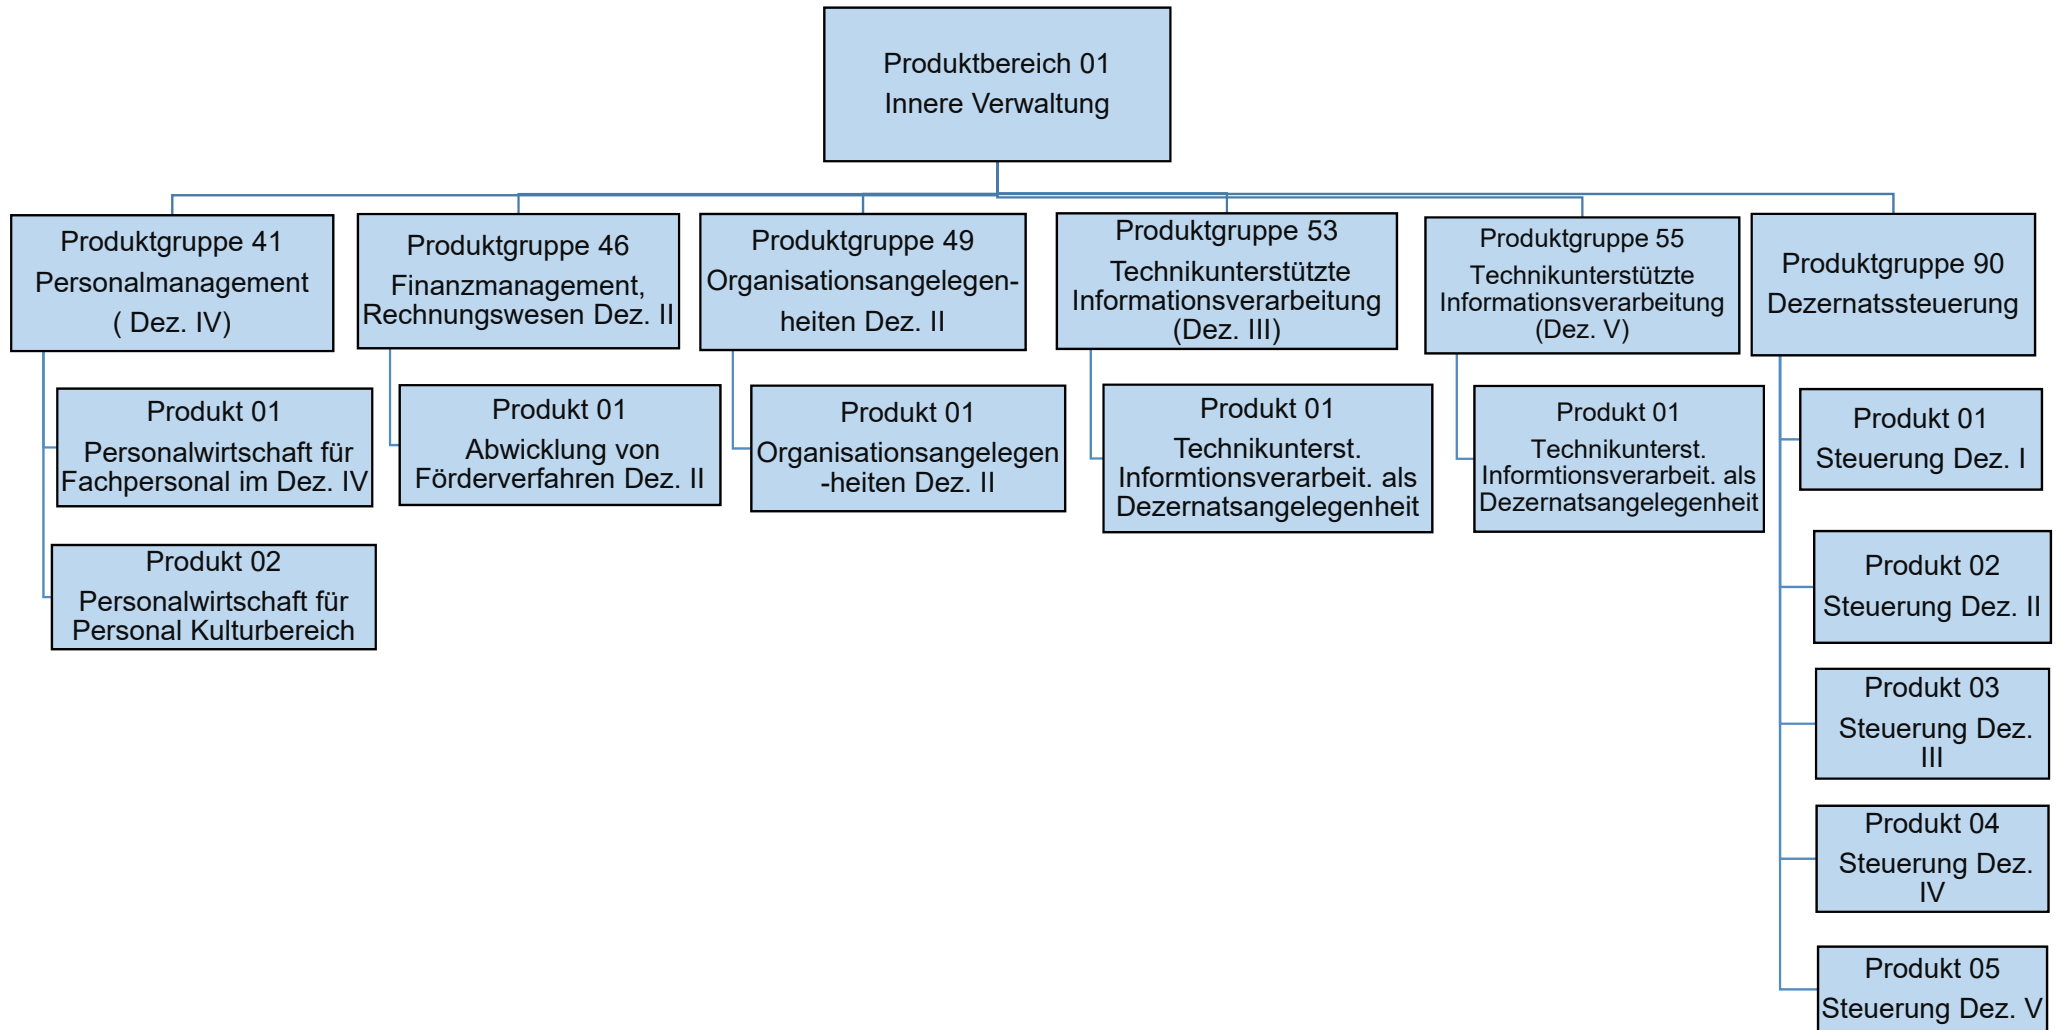 Produktbereich 01
Innere Verwaltung
Produktgruppe 41
Personalmanagement
( Dez. IV)
Produkt 01
Personalwirtschaft für
Fachpersonal im Dez. IV
Produkt 02
Personalwirtschaft für
Personal Kulturbereich
Produktgruppe 46
Finanzmanagement,
Rechnungswesen Dez. II
Produkt 01
Abwicklung von
Förderverfahren Dez. II
Produktgruppe 49
Organisationsangelegen-
heiten Dez. II
Produkt 01
Organisationsangelegen
-heiten Dez. II
Produktgruppe 53
Technikunterstützte
Informationsverarbeitung
(Dez. III)
Produkt 01
Technikunterst.
Informtionsverarbeit. als
Dezernatsangelegenheit
Produktgruppe 55
Technikunterstützte
Informationsverarbeitung
(Dez. V)
Produkt 01
Technikunterst.
Informtionsverarbeit. als
Dezernatsangelegenheit
Produktgruppe 90
Dezernatssteuerung
Produkt 01
Steuerung Dez. I
Produkt 02
Steuerung Dez. II
Produkt 03
Steuerung Dez.
III
Produkt 04
Steuerung Dez.
IV
Produkt 05
Steuerung Dez. V